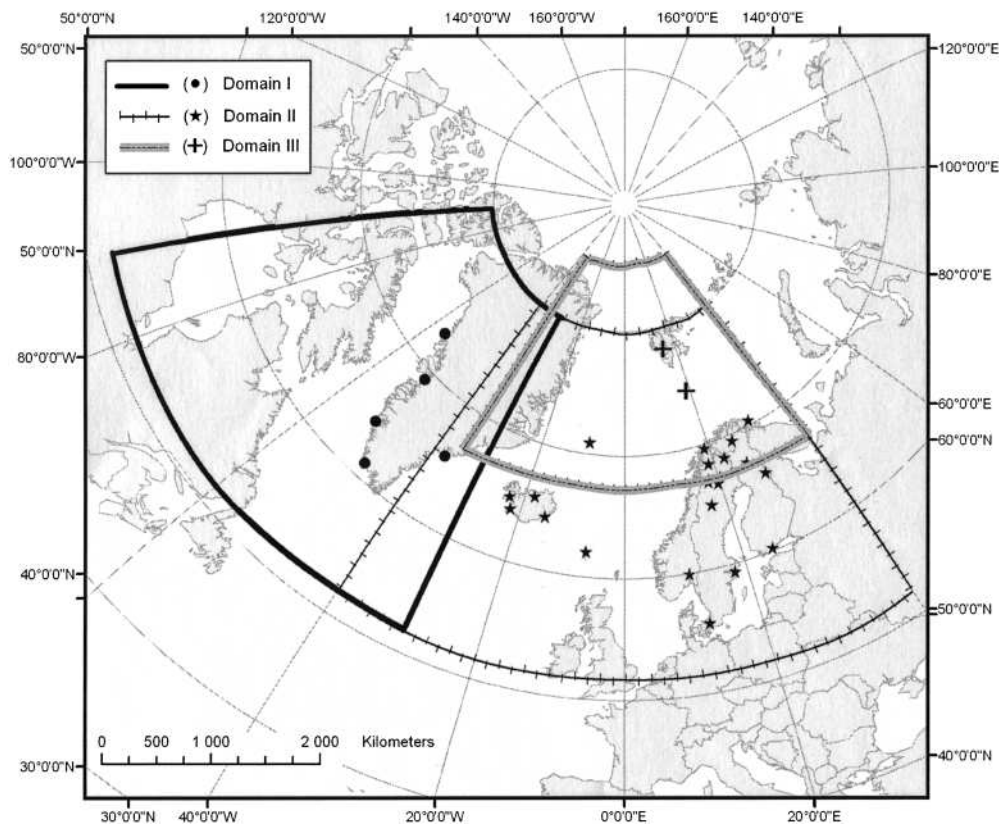 120°0'0"W 140°0'0"W 160°0'0"W 160°0'0"E 140°0'0"E
50°0'0"N 120°0'0"E
(●) Domain I
(★) Domain II
(+) Domain III
100°0'0"W 100°0'0"E
50°0'0"N 80°0'0"E
80°0'0"W
60°0'0"E
60°0'0"N
40°0'0"N
50°0'0"N
0 500 1 000 2 000 Kilometers
30°0'0"N 40°0'0"N
30°0'0"N 40°0'0"W 20°0'0"W 0°0'0"E 20°0'0"E